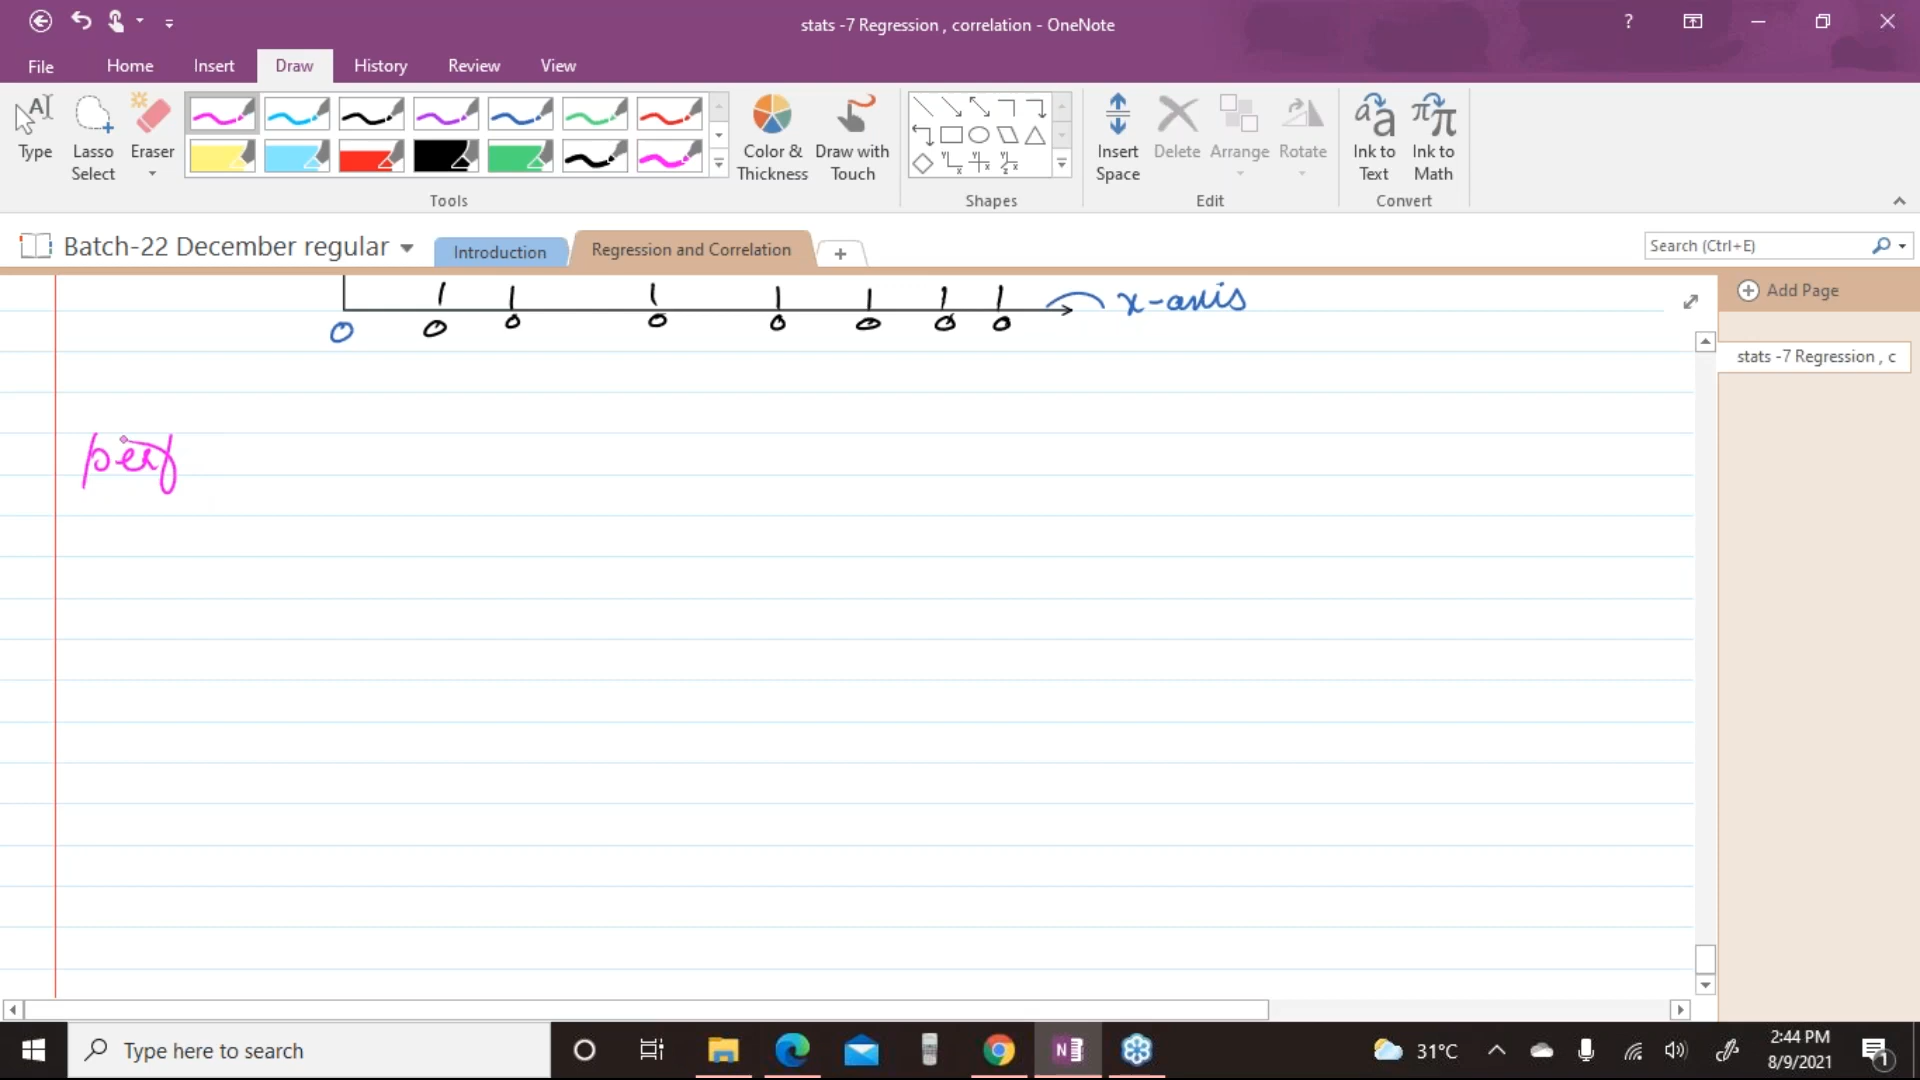 stats -7 Regression , correlation - OneNote
?
File Home Insert Draw History Review View
Type
Lasso Select
Eraser
Color & Thickness
Draw with Touch
Insert Space
Delete
Arrange
Rotate
Ink to Text
Ink to Math
Tools
Shapes
Edit
Convert
Batch-22 December regular
Introduction
Regression and Correlation
Search (Ctrl+E)
Add Page
stats -7 Regression , c
x-axis
0
perf
Type here to search
31°C
2:44 PM
8/9/2021
1